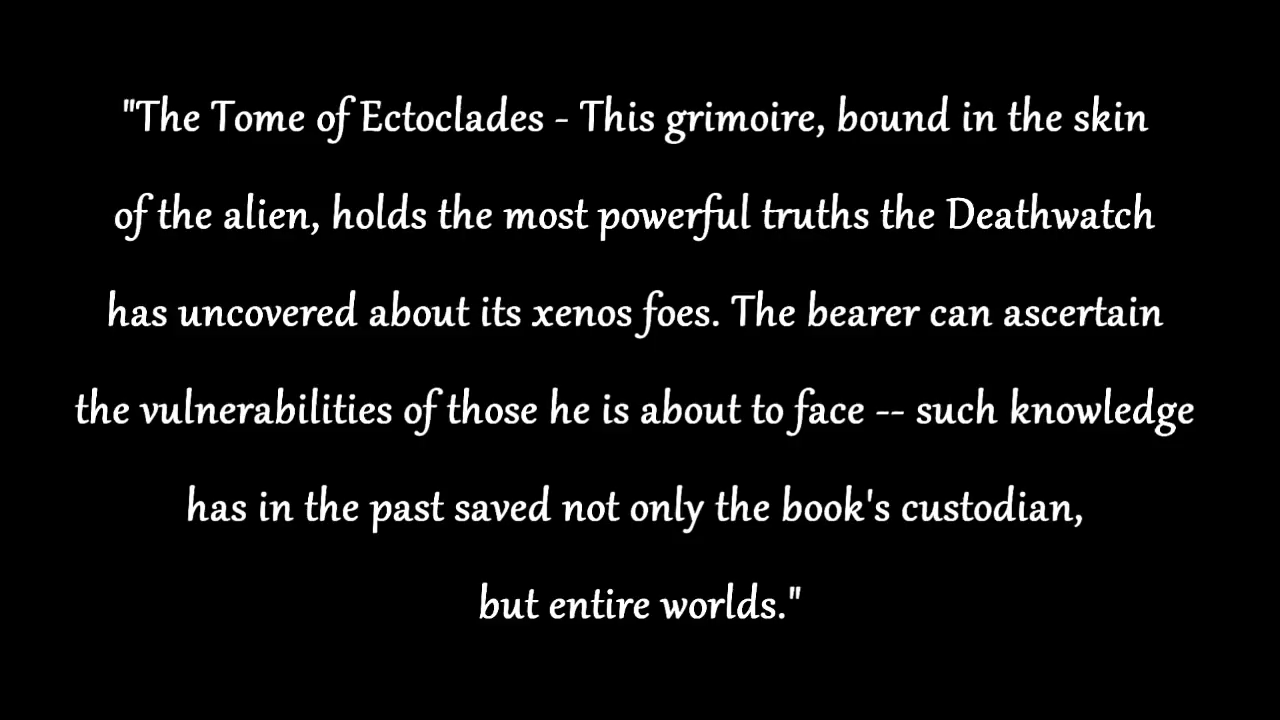 "The Tome of Ectoclades - This grimoire, bound in the skin
of the alien, holds the most powerful truths the Deathwatch
has uncovered about its xenos foes. The bearer can ascertain
the vulnerabilities of those he is about to face -- such knowledge
has in the past saved not only the book's custodian,
but entire worlds."